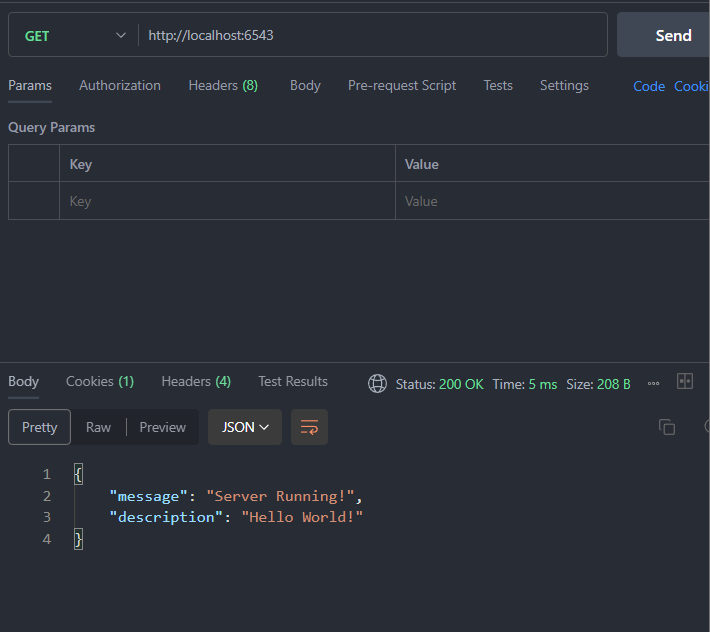 GET http://localhost:6543 Send
Params Authorization Headers (8) Body Pre-request Script Tests Settings Code Cooki
Query Params
Key Value
Key Value
Body Cookies (1) Headers (4) Test Results Status: 200 OK Time: 5 ms Size: 208 B
Pretty Raw Preview JSON
1 {
2 "message": "Server Running!",
3 "description": "Hello World!"
4 }